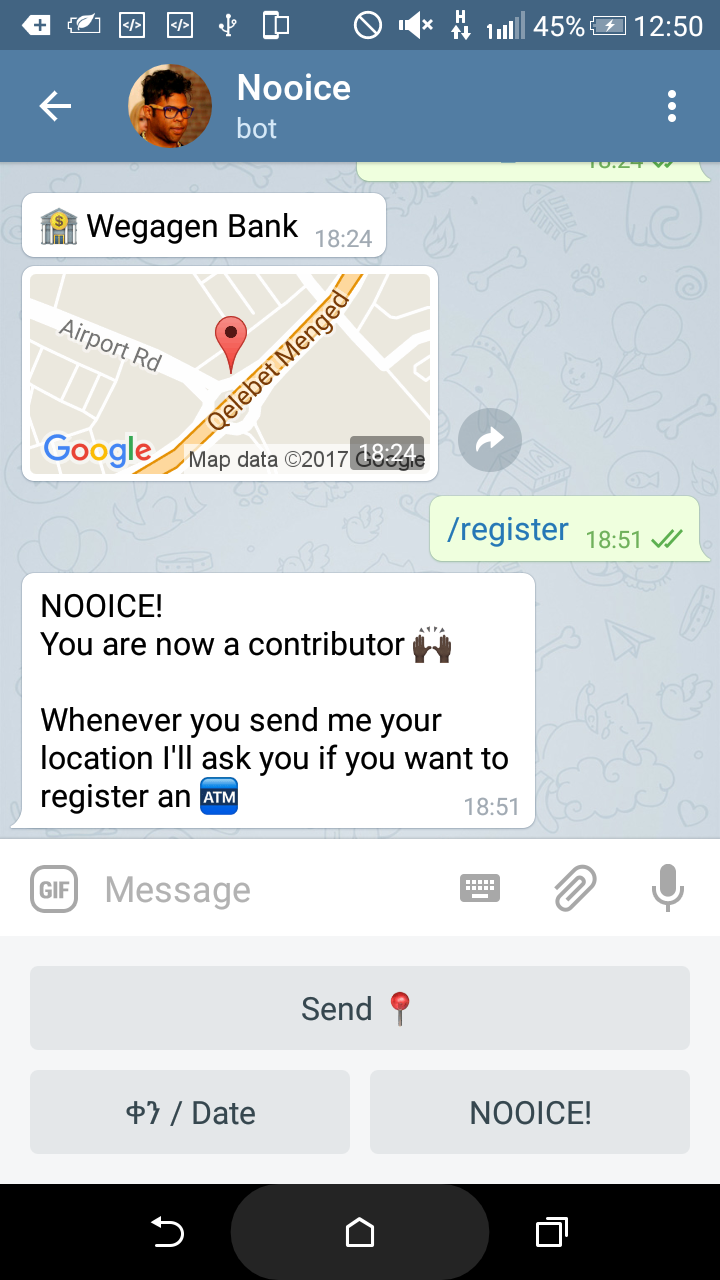 45% 12:50
H
Nooice
bot
18:24
Wegagen Bank 18:24
Airport Rd
Qelebet Menged
Google
Map data ©2017 Google
18:24
/register 18:51
NOOICE!
You are now a contributor
Whenever you send me your
location I'll ask you if you want to
register an ATM
18:51
GIF Message
Send
ቀን / Date
NOOICE!